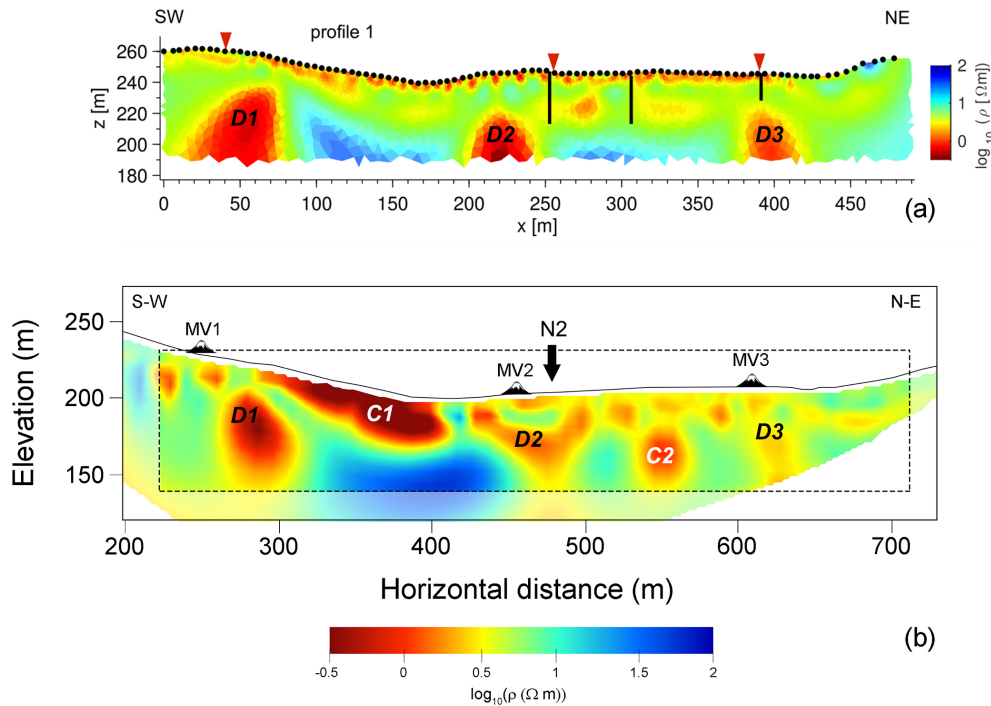 SW
profile 1
NE
260
240
220
200
180
z [m]
D1
D2
D3
0
50
100
150
200
250
300
350
400
450
x [m]
2
1
0
log_10(ρ [Ωm])
(a)
S-W
N-E
MV1
N2
MV2
MV3
250
200
150
Elevation (m)
D1
C1
D2
C2
D3
200
300
400
500
600
700
Horizontal distance (m)
-0.5
0
0.5
1
1.5
2
log₁₀(ρ (Ω m))
(b)